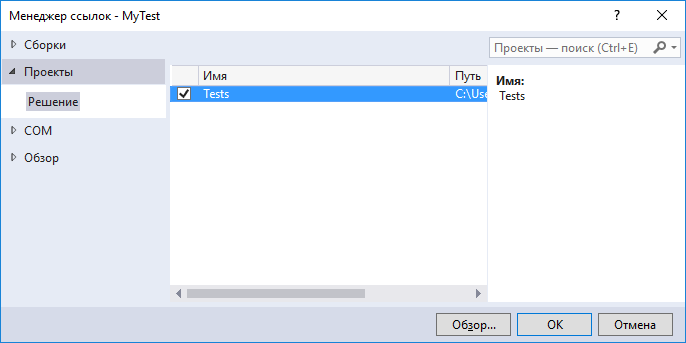 Менеджер ссылок - MyTest
?
Сборки
Проекты
Решение
COM
Обзор
Имя Путь
Tests C:\Use
Проекты — поиск (Ctrl+E)
Имя:
Tests
Обзор... OK Отмена